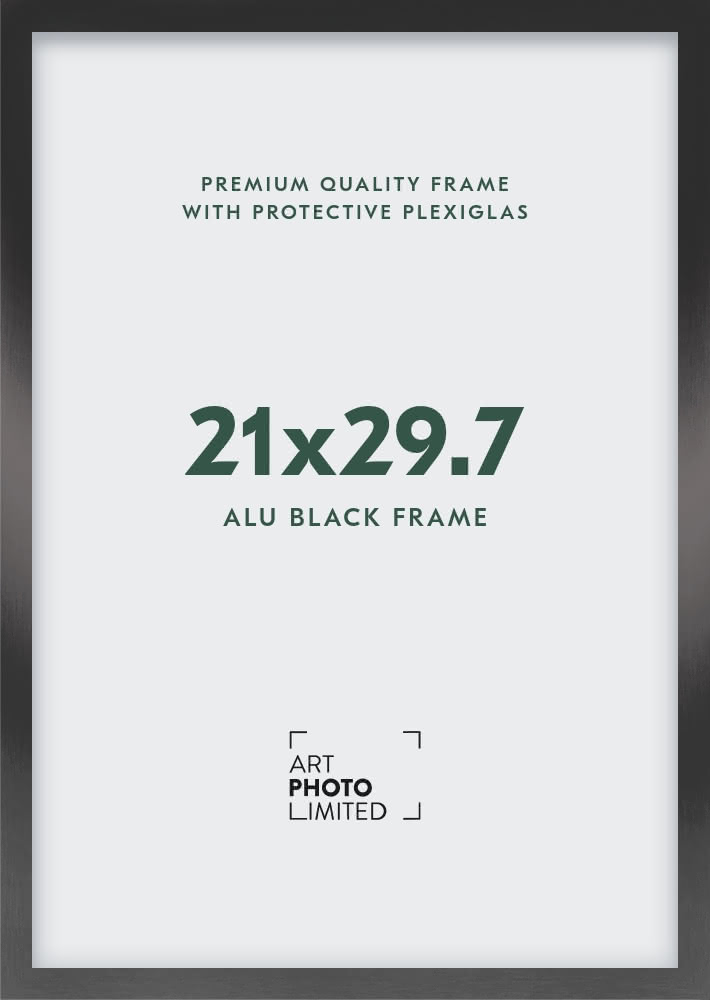 PREMIUM QUALITY FRAME
WITH PROTECTIVE PLEXIGLAS
21x29.7
ALU BLACK FRAME
ART
PHOTO
LIMITED